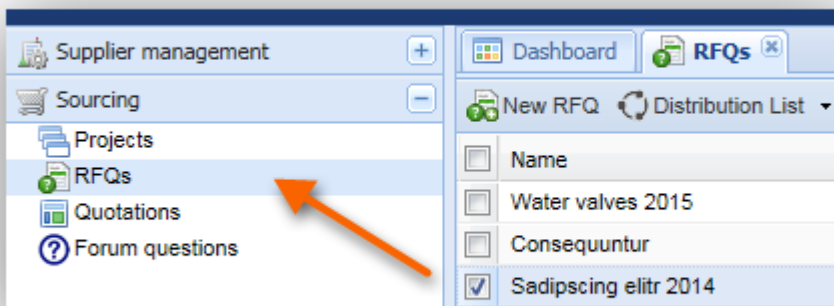 Supplier management
Sourcing
Projects
RFQs
Quotations
Forum questions
Dashboard RFQs
New RFQ Distribution List
Name
Water valves 2015
Consequuntur
Sadipscing elitr 2014